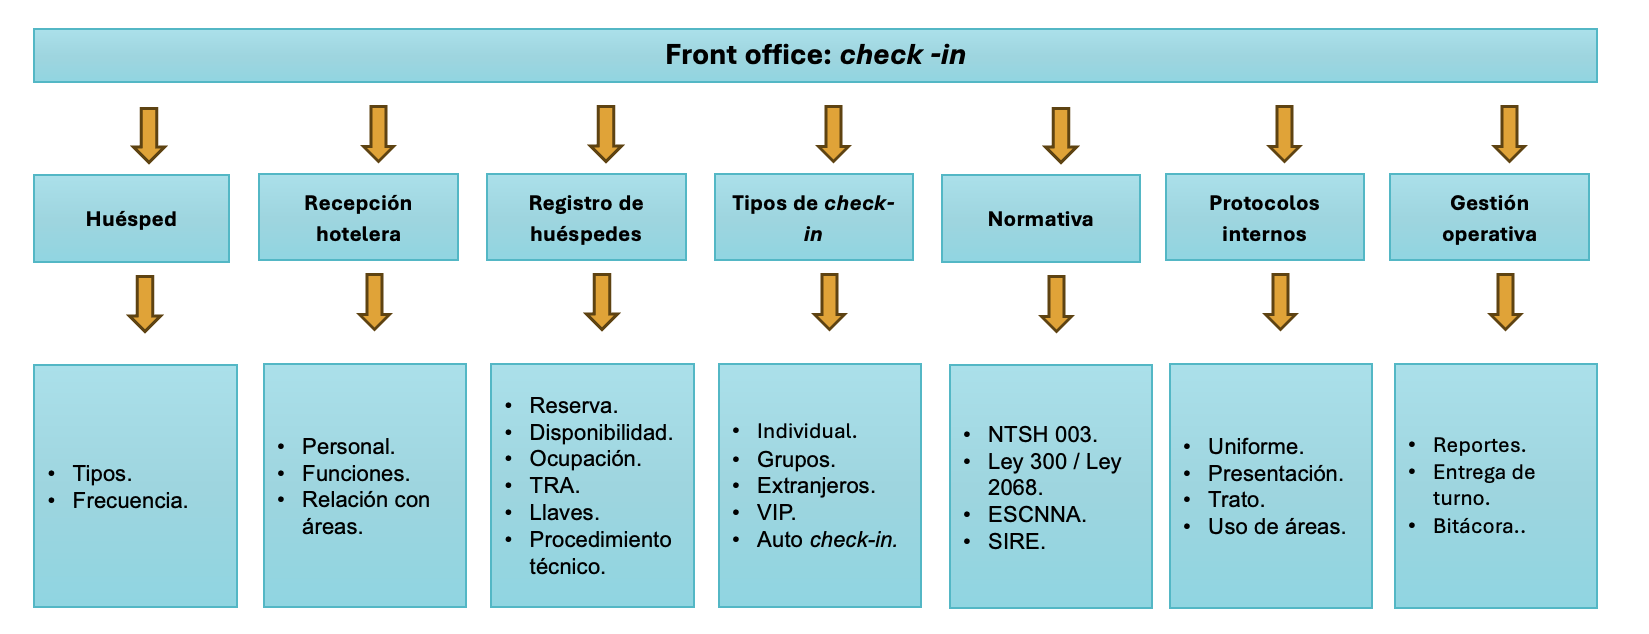 Front office: check -in
Huésped
Recepción
hotelera
Registro de
huéspedes
Tipos de check-
in
Normativa
Protocolos
internos
Gestión
operativa
• Tipos.
• Frecuencia.
• Personal.
• Funciones.
• Relación con
áreas.
• Reserva.
• Disponibilidad.
• Ocupación.
• TRA.
• Llaves.
• Procedimiento
técnico.
• Individual.
• Grupos.
• Extranjeros.
• VIP.
• Auto check-in.
• NTSH 003.
• Ley 300 / Ley
2068.
• ESCNNA.
• SIRE.
• Uniforme.
• Presentación.
• Trato.
• Uso de áreas.
• Reportes.
• Entrega de
turno.
• Bitácora..